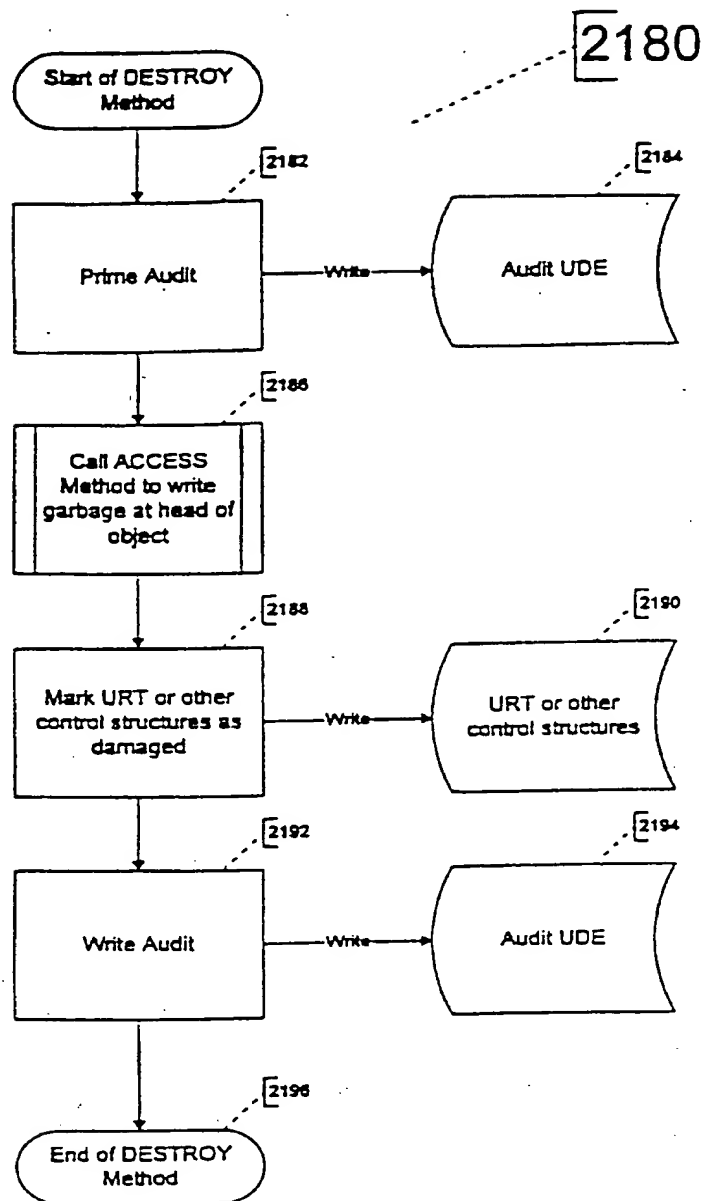 2180
Start of DESTROY
Method
2182
Prime Audit
Write
2184
Audit UDE
2186
Call ACCESS
Method to write
garbage at head of
object
2188
Mark URT or other
control structures as
damaged
Write
2190
URT or other
control structures
2192
Write Audit
Write
2194
Audit UDE
2196
End of DESTROY
Method